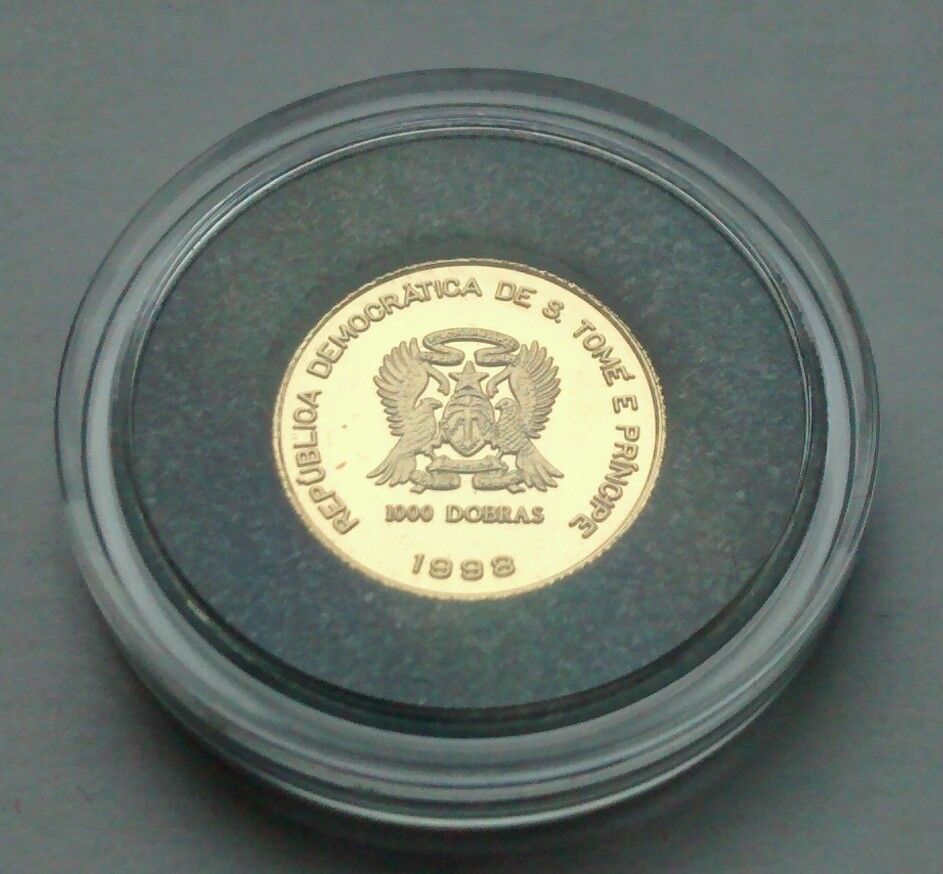 REPÚBLICA DEMOCRÁTICA DE S. TOMÉ E PRÍNCIPE
1000 DOBRAS
1998